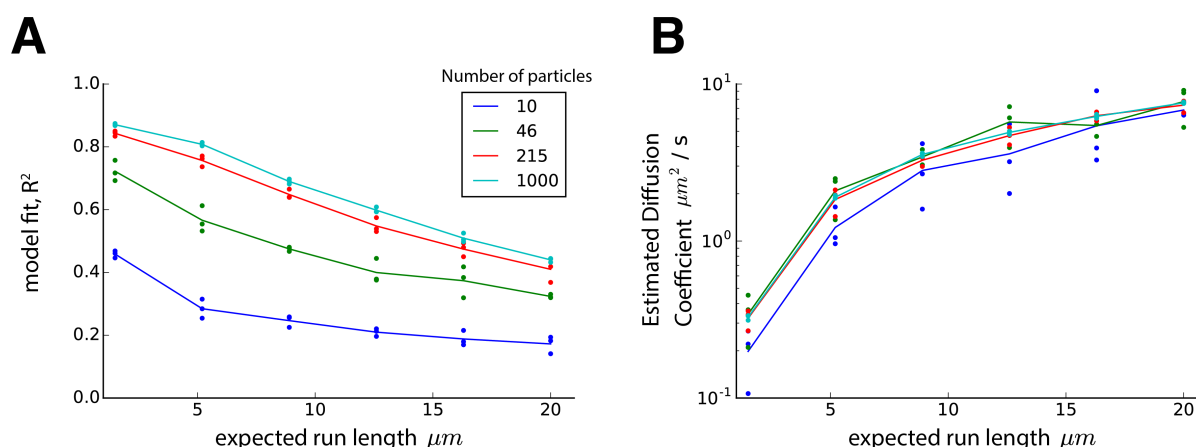 A
Number of particles
10
46
215
1000
model fit, R²
1.0
0.8
0.6
0.4
0.2
0.0
5
10
15
20
expected run length μm
B
Estimated Diffusion
Coefficient μm² / s
10¹
10⁰
10⁻¹
5
10
15
20
expected run length μm